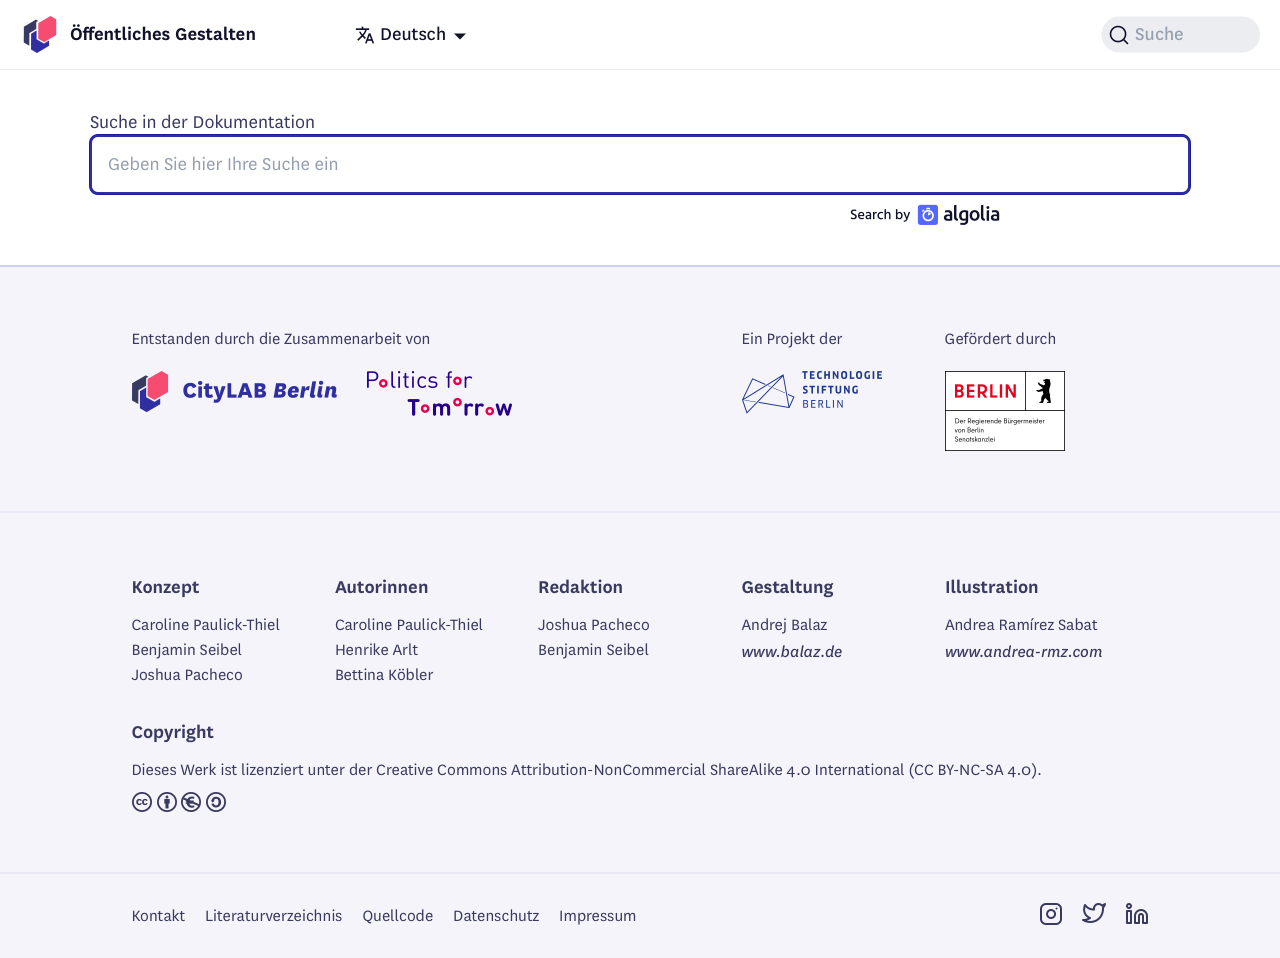 Öffentliches Gestalten
Deutsch
Suche
Suche in der Dokumentation
Geben Sie hier Ihre Suche ein
Search by algolia
Entstanden durch die Zusammenarbeit von
Ein Projekt der
Gefördert durch
CityLAB Berlin
Politics for
Tomorrow
TECHNOLOGIE
STIFTUNG
BERLIN
BERLIN
Der Regierende Bürgermeister
von Berlin
Senatskanzlei
Konzept
Caroline Paulick-Thiel
Benjamin Seibel
Joshua Pacheco
Autorinnen
Caroline Paulick-Thiel
Henrike Arlt
Bettina Köbler
Redaktion
Joshua Pacheco
Benjamin Seibel
Gestaltung
Andrej Balaz
www.balaz.de
Illustration
Andrea Ramírez Sabat
www.andrea-rmz.com
Copyright
Dieses Werk ist lizenziert unter der Creative Commons Attribution-NonCommercial ShareAlike 4.0 International (CC BY-NC-SA 4.0).
Kontakt Literaturverzeichnis Quellcode Datenschutz Impressum